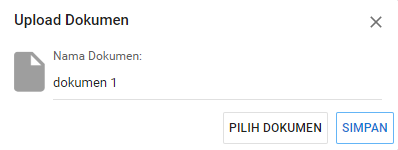 Upload Dokumen
Nama Dokumen:
dokumen 1
PILIH DOKUMEN
SIMPAN